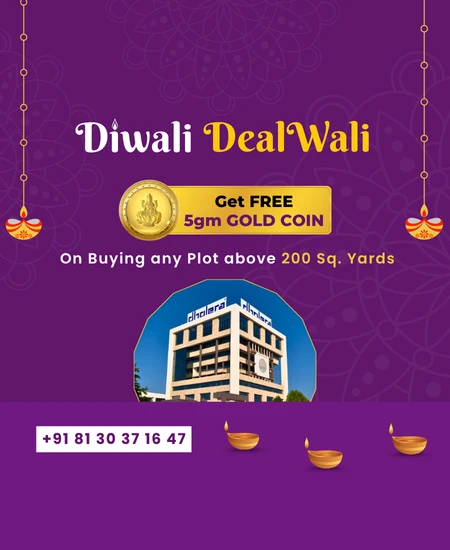 Diwali DealWali
Get FREE
5gm GOLD COIN
On Buying any Plot above 200 Sq. Yards
dholera dholera
+91 81 30 37 16 47